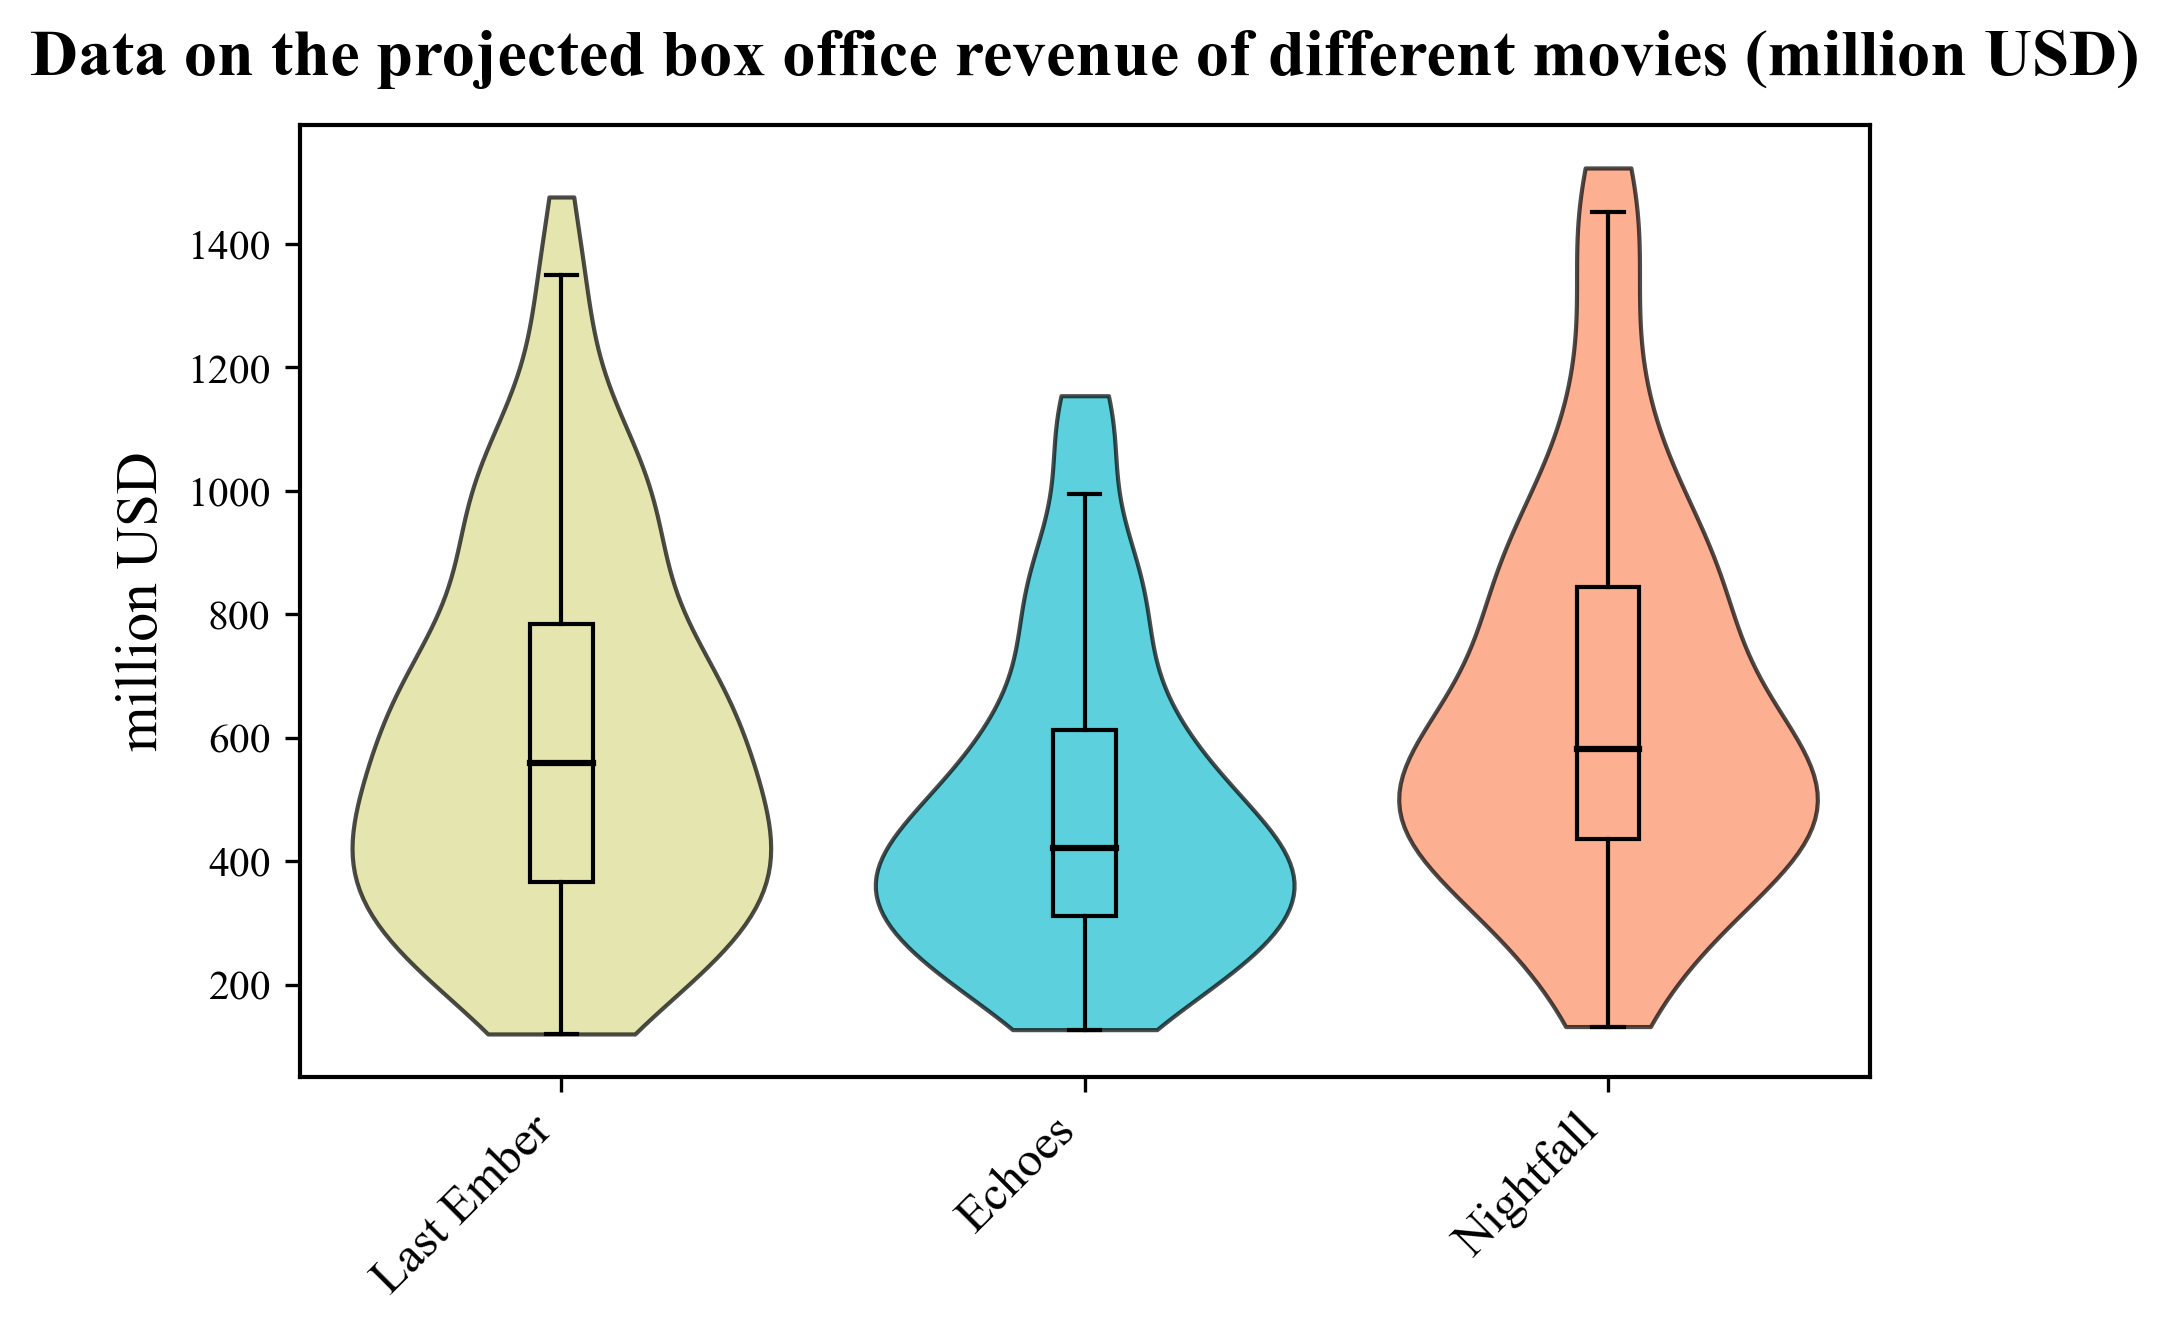 Data on the projected box office revenue of different movies (million USD)
million USD
1400
1200
1000
800
600
400
200
Last Ember
Echoes
Nightfall